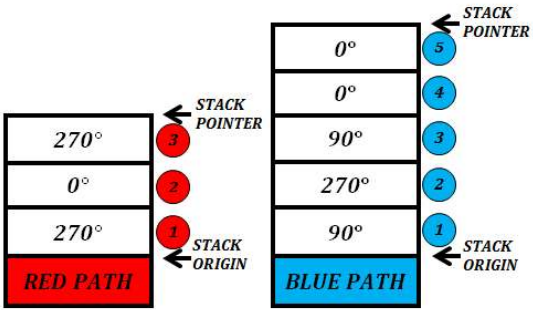 STACK
POINTER
270°
3
0°
2
270°
1
STACK
ORIGIN
RED PATH
STACK
POINTER
0°
5
0°
4
90°
3
270°
2
90°
1
STACK
ORIGIN
BLUE PATH